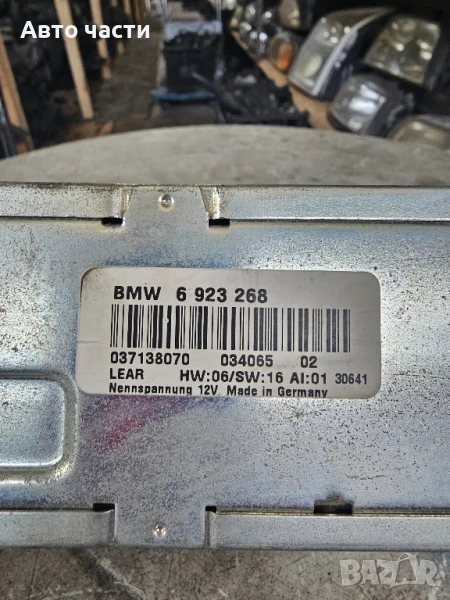 Авто части
BMW 6 923 268
037138070 034065 02
LEAR HW:06/SW:16 AI:01 30641
Nennspannung 12V Made in Germany
BAZAR